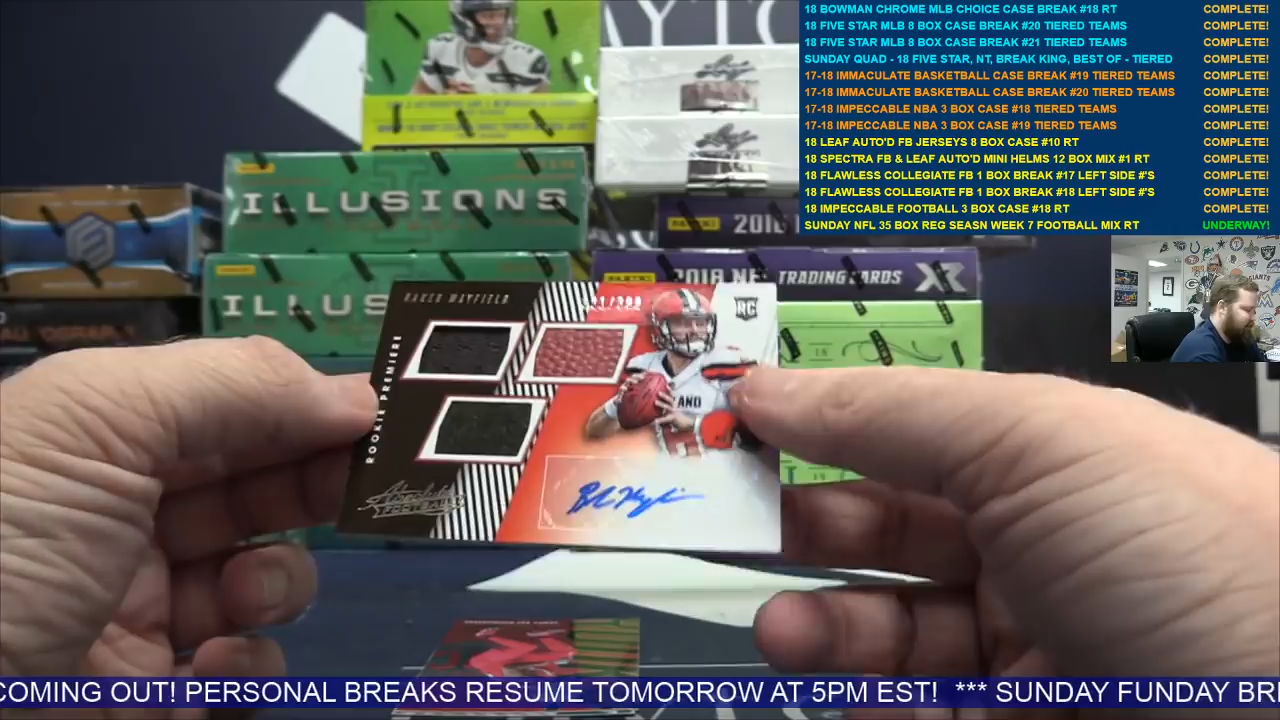 18 BOWMAN CHROME MLB CHOICE CASE BREAK #18 RT COMPLETE!
18 FIVE STAR MLB 8 BOX CASE BREAK #20 TIERED TEAMS COMPLETE!
18 FIVE STAR MLB 8 BOX CASE BREAK #21 TIERED TEAMS COMPLETE!
SUNDAY QUAD - 18 FIVE STAR, NT, BREAK KING, BEST OF - TIERED COMPLETE!
17-18 IMMACULATE BASKETBALL CASE BREAK #19 TIERED TEAMS COMPLETE!
17-18 IMMACULATE BASKETBALL CASE BREAK #20 TIERED TEAMS COMPLETE!
17-18 IMPECCABLE NBA 3 BOX CASE #18 TIERED TEAMS COMPLETE!
17-18 IMPECCABLE NBA 3 BOX CASE #19 TIERED TEAMS COMPLETE!
18 LEAF AUTO'D FB JERSEYS 8 BOX CASE #10 RT COMPLETE!
18 SPECTRA FB & LEAF AUTO'D MINI HELMS 12 BOX MIX #1 RT COMPLETE!
18 FLAWLESS COLLEGIATE FB 1 BOX BREAK #17 LEFT SIDE #'S COMPLETE!
18 FLAWLESS COLLEGIATE FB 1 BOX BREAK #18 LEFT SIDE #'S COMPLETE!
18 IMPECCABLE FOOTBALL 3 BOX CASE #18 RT COMPLETE!
SUNDAY NFL 35 BOX REG SEASN WEEK 7 FOOTBALL MIX RT UNDERWAY!
Leaf
Leaf
ILLUSIONS
PANINI 2018
ILLUS
PANINI 2018 NFL TRADING CARDS XR
BAKER MAYFIELD
RC
ROOKIE PREMIERE
Absolute
FOOTBALL
COMING OUT! PERSONAL BREAKS RESUME TOMORROW AT 5PM EST! *** SUNDAY FUNDAY BR